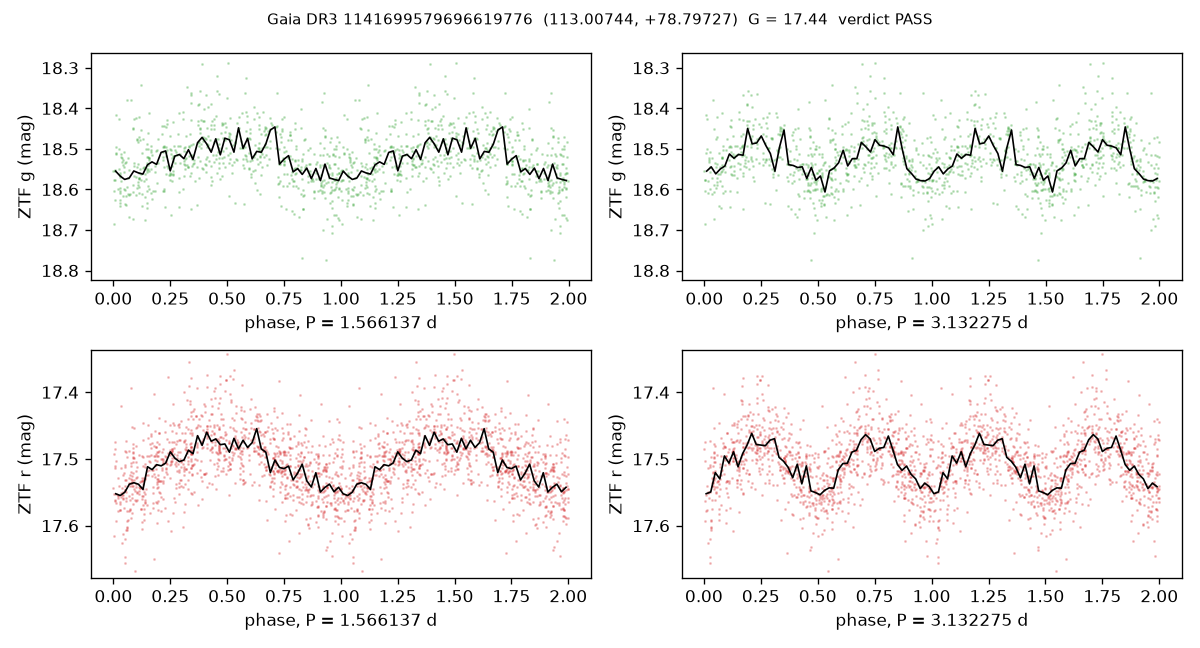 Gaia DR3 1141699579696619776 (113.00744, +78.79727) G = 17.44 verdict PASS
ZTF g (mag)
18.3
18.4
18.5
18.6
18.7
18.8
0.00 0.25 0.50 0.75 1.00 1.25 1.50 1.75 2.00
phase, P = 1.566137 d
ZTF g (mag)
18.3
18.4
18.5
18.6
18.7
18.8
0.00 0.25 0.50 0.75 1.00 1.25 1.50 1.75 2.00
phase, P = 3.132275 d
ZTF r (mag)
17.4
17.5
17.6
0.00 0.25 0.50 0.75 1.00 1.25 1.50 1.75 2.00
phase, P = 1.566137 d
ZTF r (mag)
17.4
17.5
17.6
0.00 0.25 0.50 0.75 1.00 1.25 1.50 1.75 2.00
phase, P = 3.132275 d